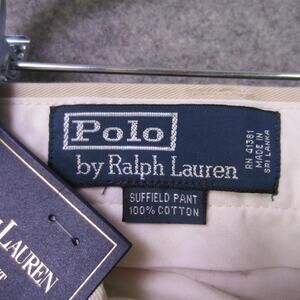 Polo
by Ralph Lauren
RN 41381
MADE IN
SRI LANKA
SUFFIELD PANT
100% COTTON
LAUREN